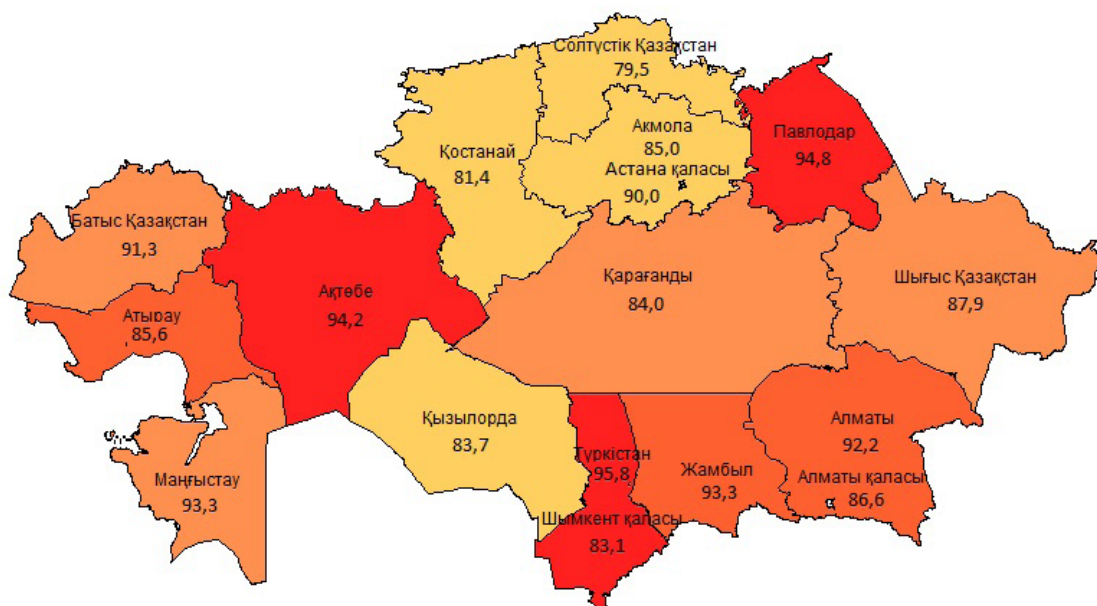 Солтүстік Қазақстан
79,5
Қостанай
81,4
Акмола
85,0
Астана қаласы
90,0
Павлодар
94,8
Батыс Қазақстан
91,3
Ақтөбе
94,2
Атырау
85,6
Қарағанды
84,0
Шығыс Қазақстан
87,9
Маңғыстау
93,3
Қызылорда
83,7
Түркістан
95,8
Шымкент қаласы
83,1
Жамбыл
93,3
Алматы
92,2
Алматы қаласы
86,6